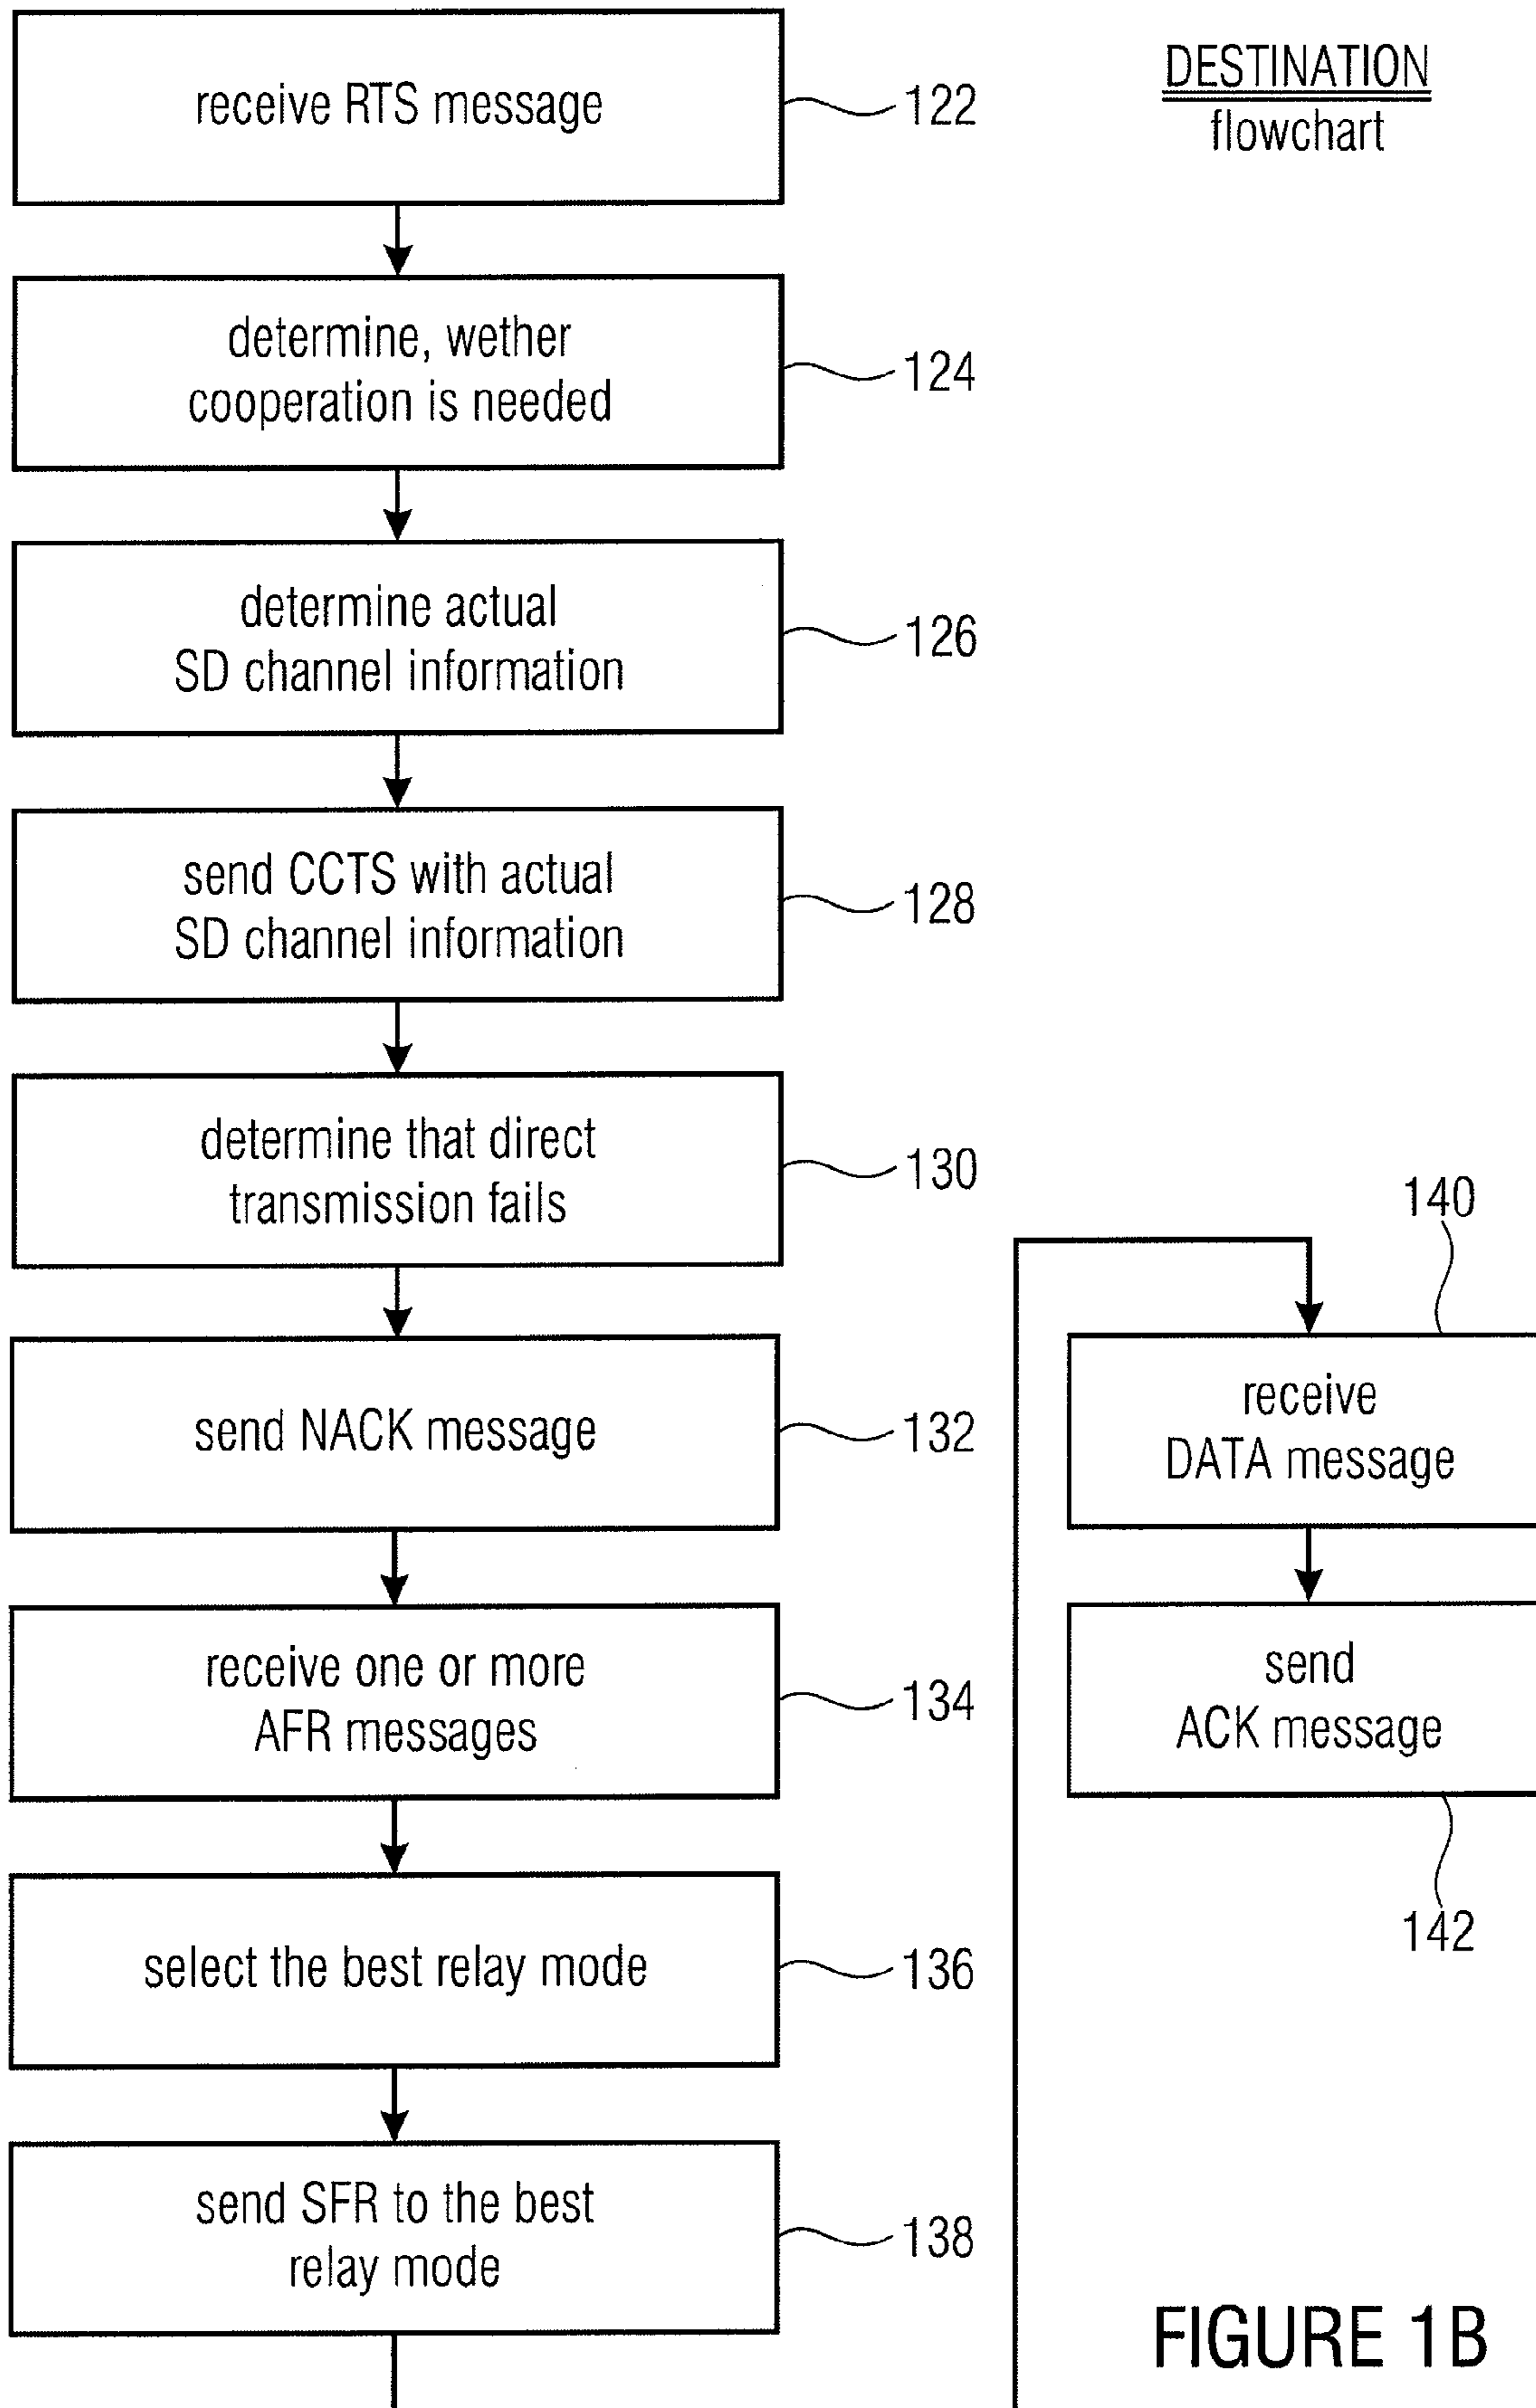 DESTINATION
flowchart
receive RTS message
122
determine, wether
cooperation is needed
124
determine actual
SD channel information
126
send CCTS with actual
SD channel information
128
determine that direct
transmission fails
130
send NACK message
132
receive one or more
AFR messages
134
select the best relay mode
136
send SFR to the best
relay mode
138
140
receive
DATA message
send
ACK message
142
FIGURE 1B